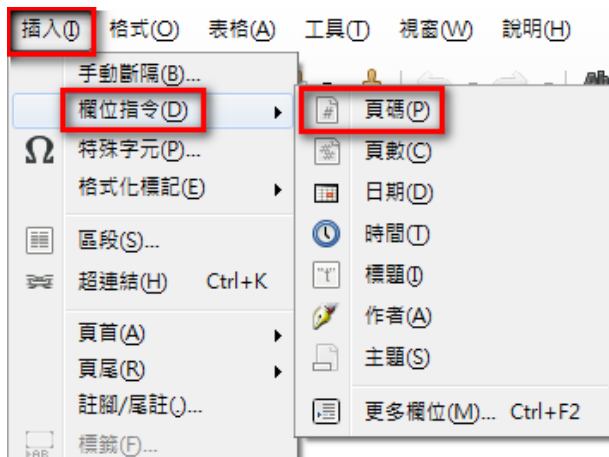 插入(I) 格式(O) 表格(A) 工具(T) 視窗(W) 說明(H)
手動斷隔(B)...
欄位指令(D)
特殊字元(P)...
格式化標記(E)
區段(S)...
超連結(H) Ctrl+K
頁首(A)
頁尾(R)
註腳/尾註(.)...
標籤(F)...
頁碼(P)
頁數(C)
日期(D)
時間(T)
標題(I)
作者(A)
主題(S)
更多欄位(M)... Ctrl+F2